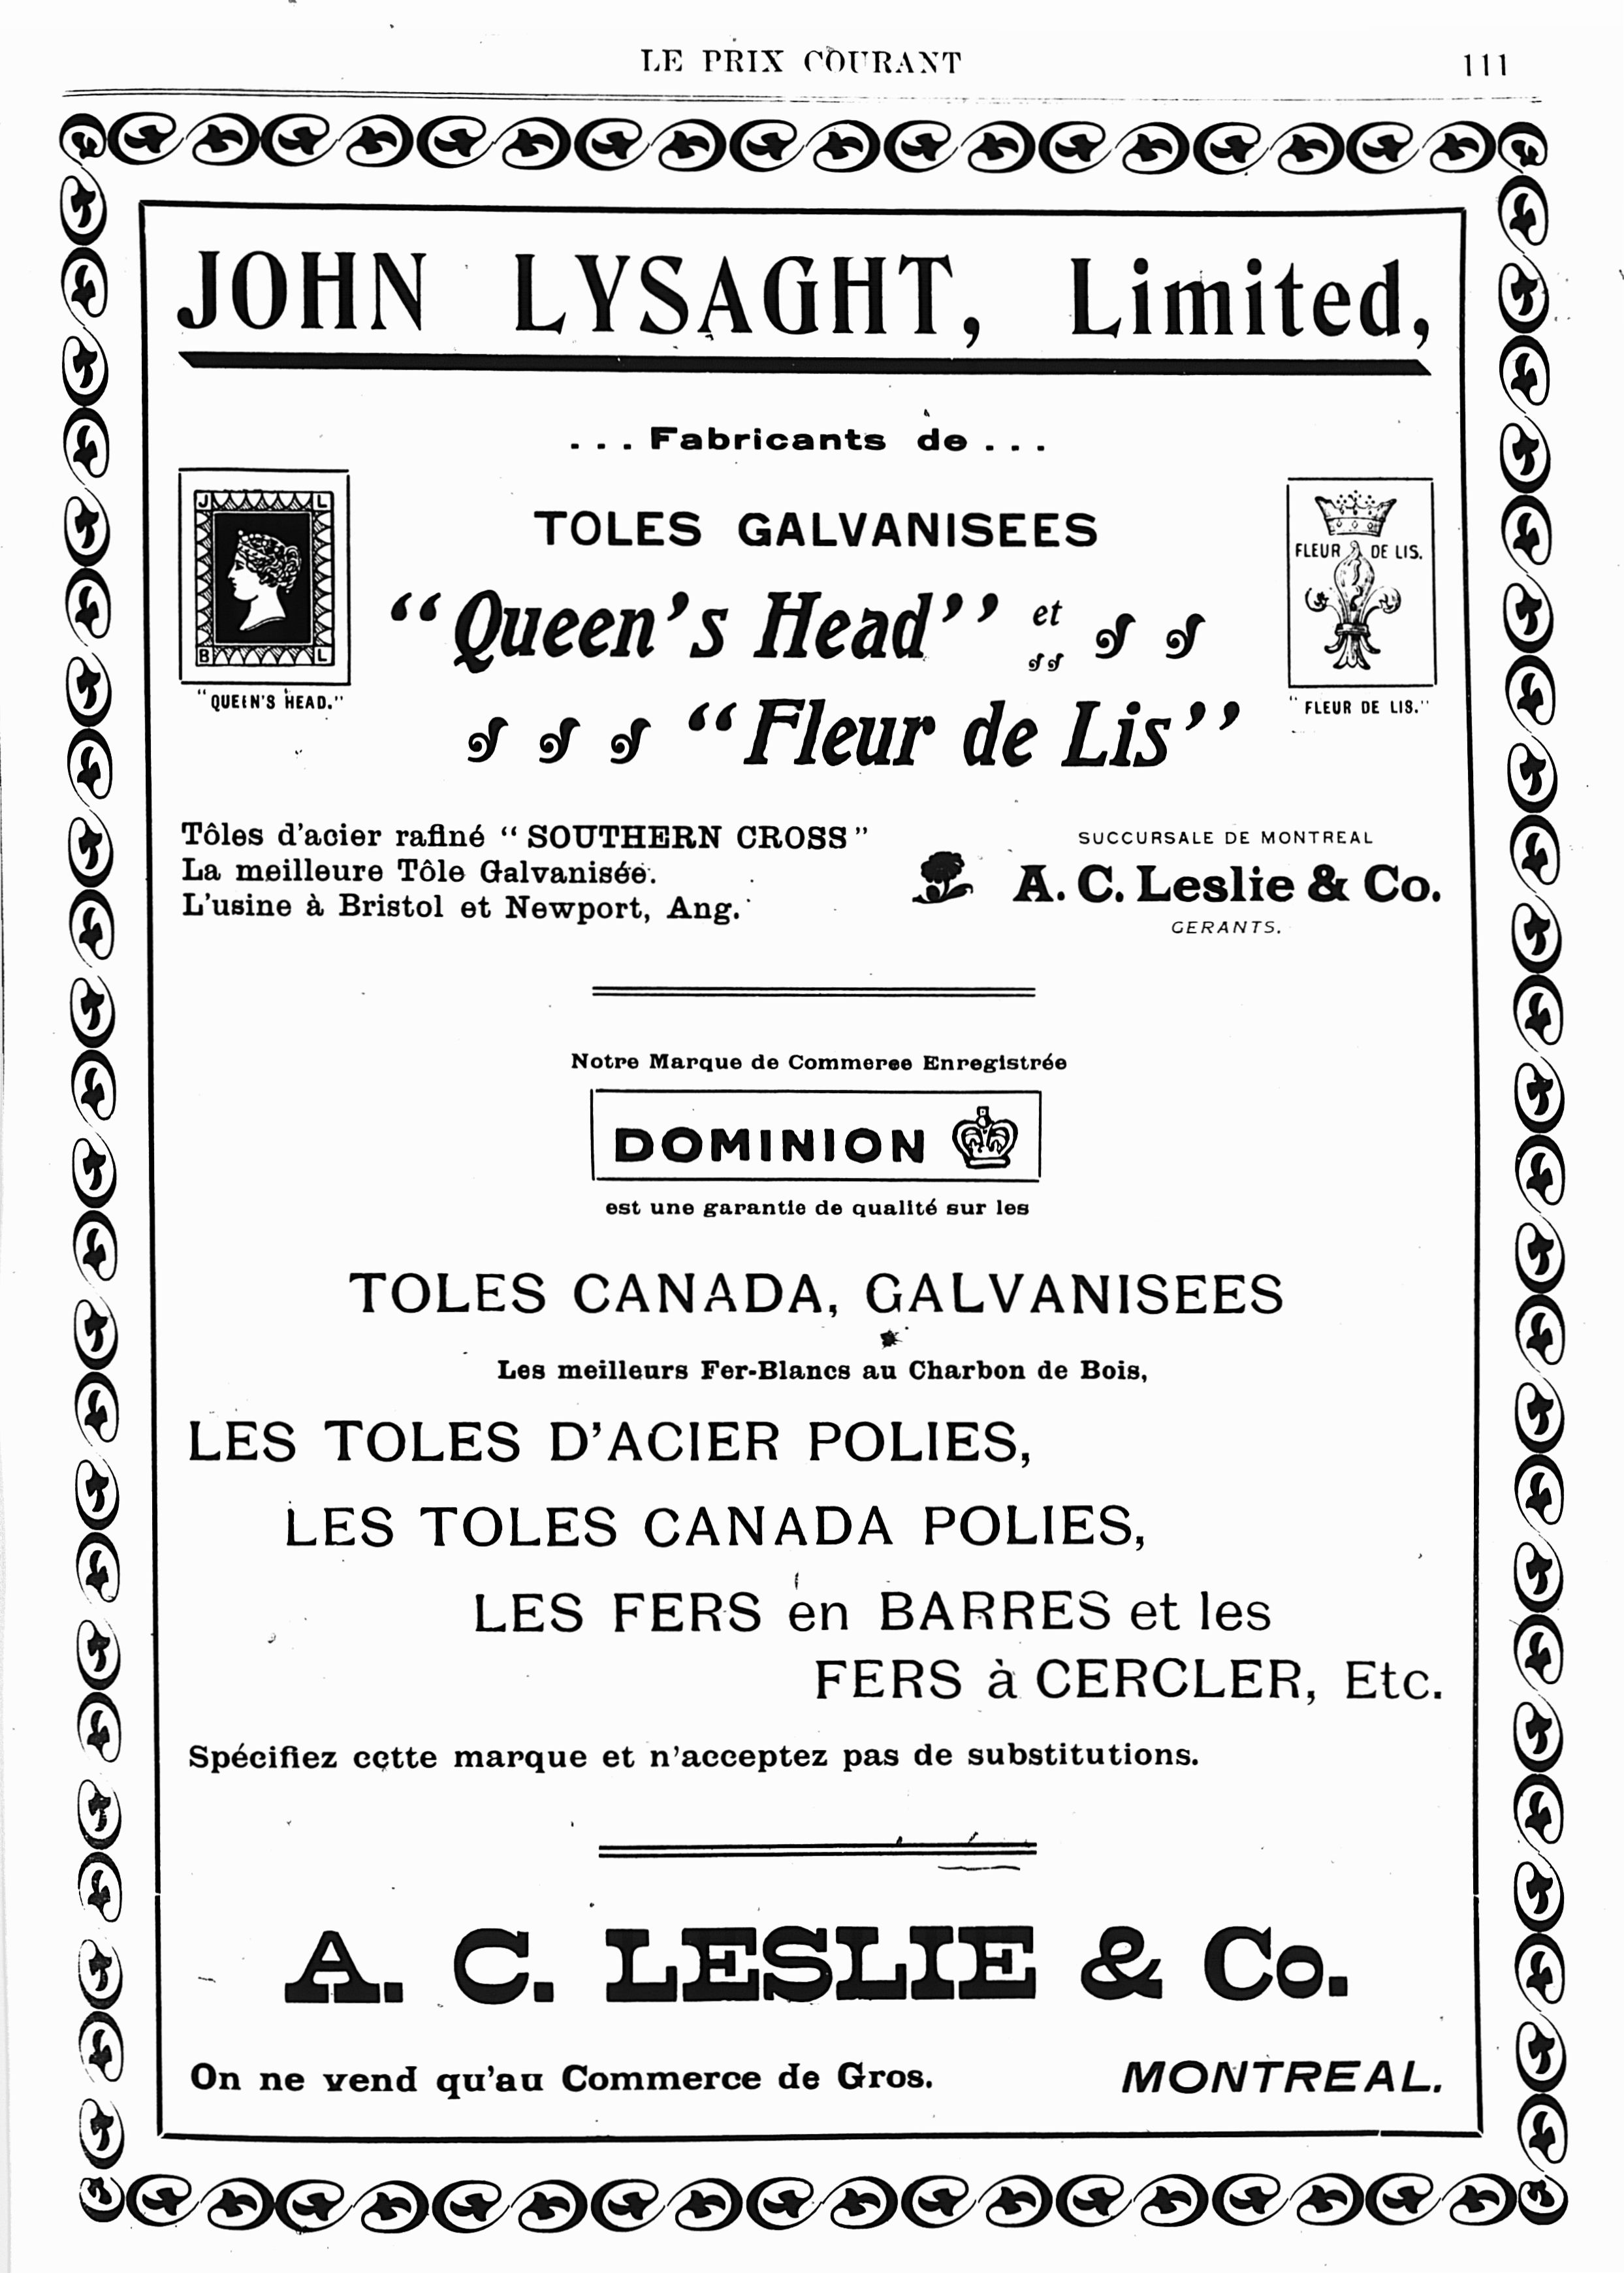 LE PRIX COURANT 111
JOHN LYSAGHT, Limited,
... Fabricants de ...
TOLES GALVANISEES
J L
B L
"QUEEN'S HEAD."
FLEUR DE LIS.
"FLEUR DE LIS."
"Queen's Head" et
"Fleur de Lis"
Tôles d'acier rafiné "SOUTHERN CROSS"
La meilleure Tôle Galvanisée.
L'usine à Bristol et Newport, Ang.
SUCCURSALE DE MONTREAL
A. C. Leslie & Co.
GERANTS.
Notre Marque de Commerce Enregistrée
DOMINION
est une garantie de qualité sur les
TOLES CANADA, GALVANISEES
Les meilleurs Fer-Blancs au Charbon de Bois,
LES TOLES D'ACIER POLIES,
LES TOLES CANADA POLIES,
LES FERS en BARRES et les
FERS à CERCLER, Etc.
Spécifiez cette marque et n'acceptez pas de substitutions.
A. C. LESLIE & Co.
On ne vend qu'au Commerce de Gros.
MONTREAL.